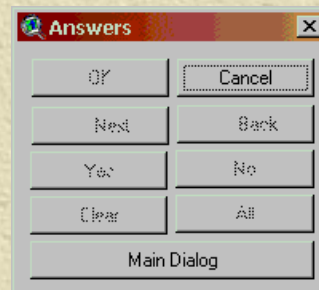 Answers
OK Cancel
Next Back
Yes No
Clear All
Main Dialog